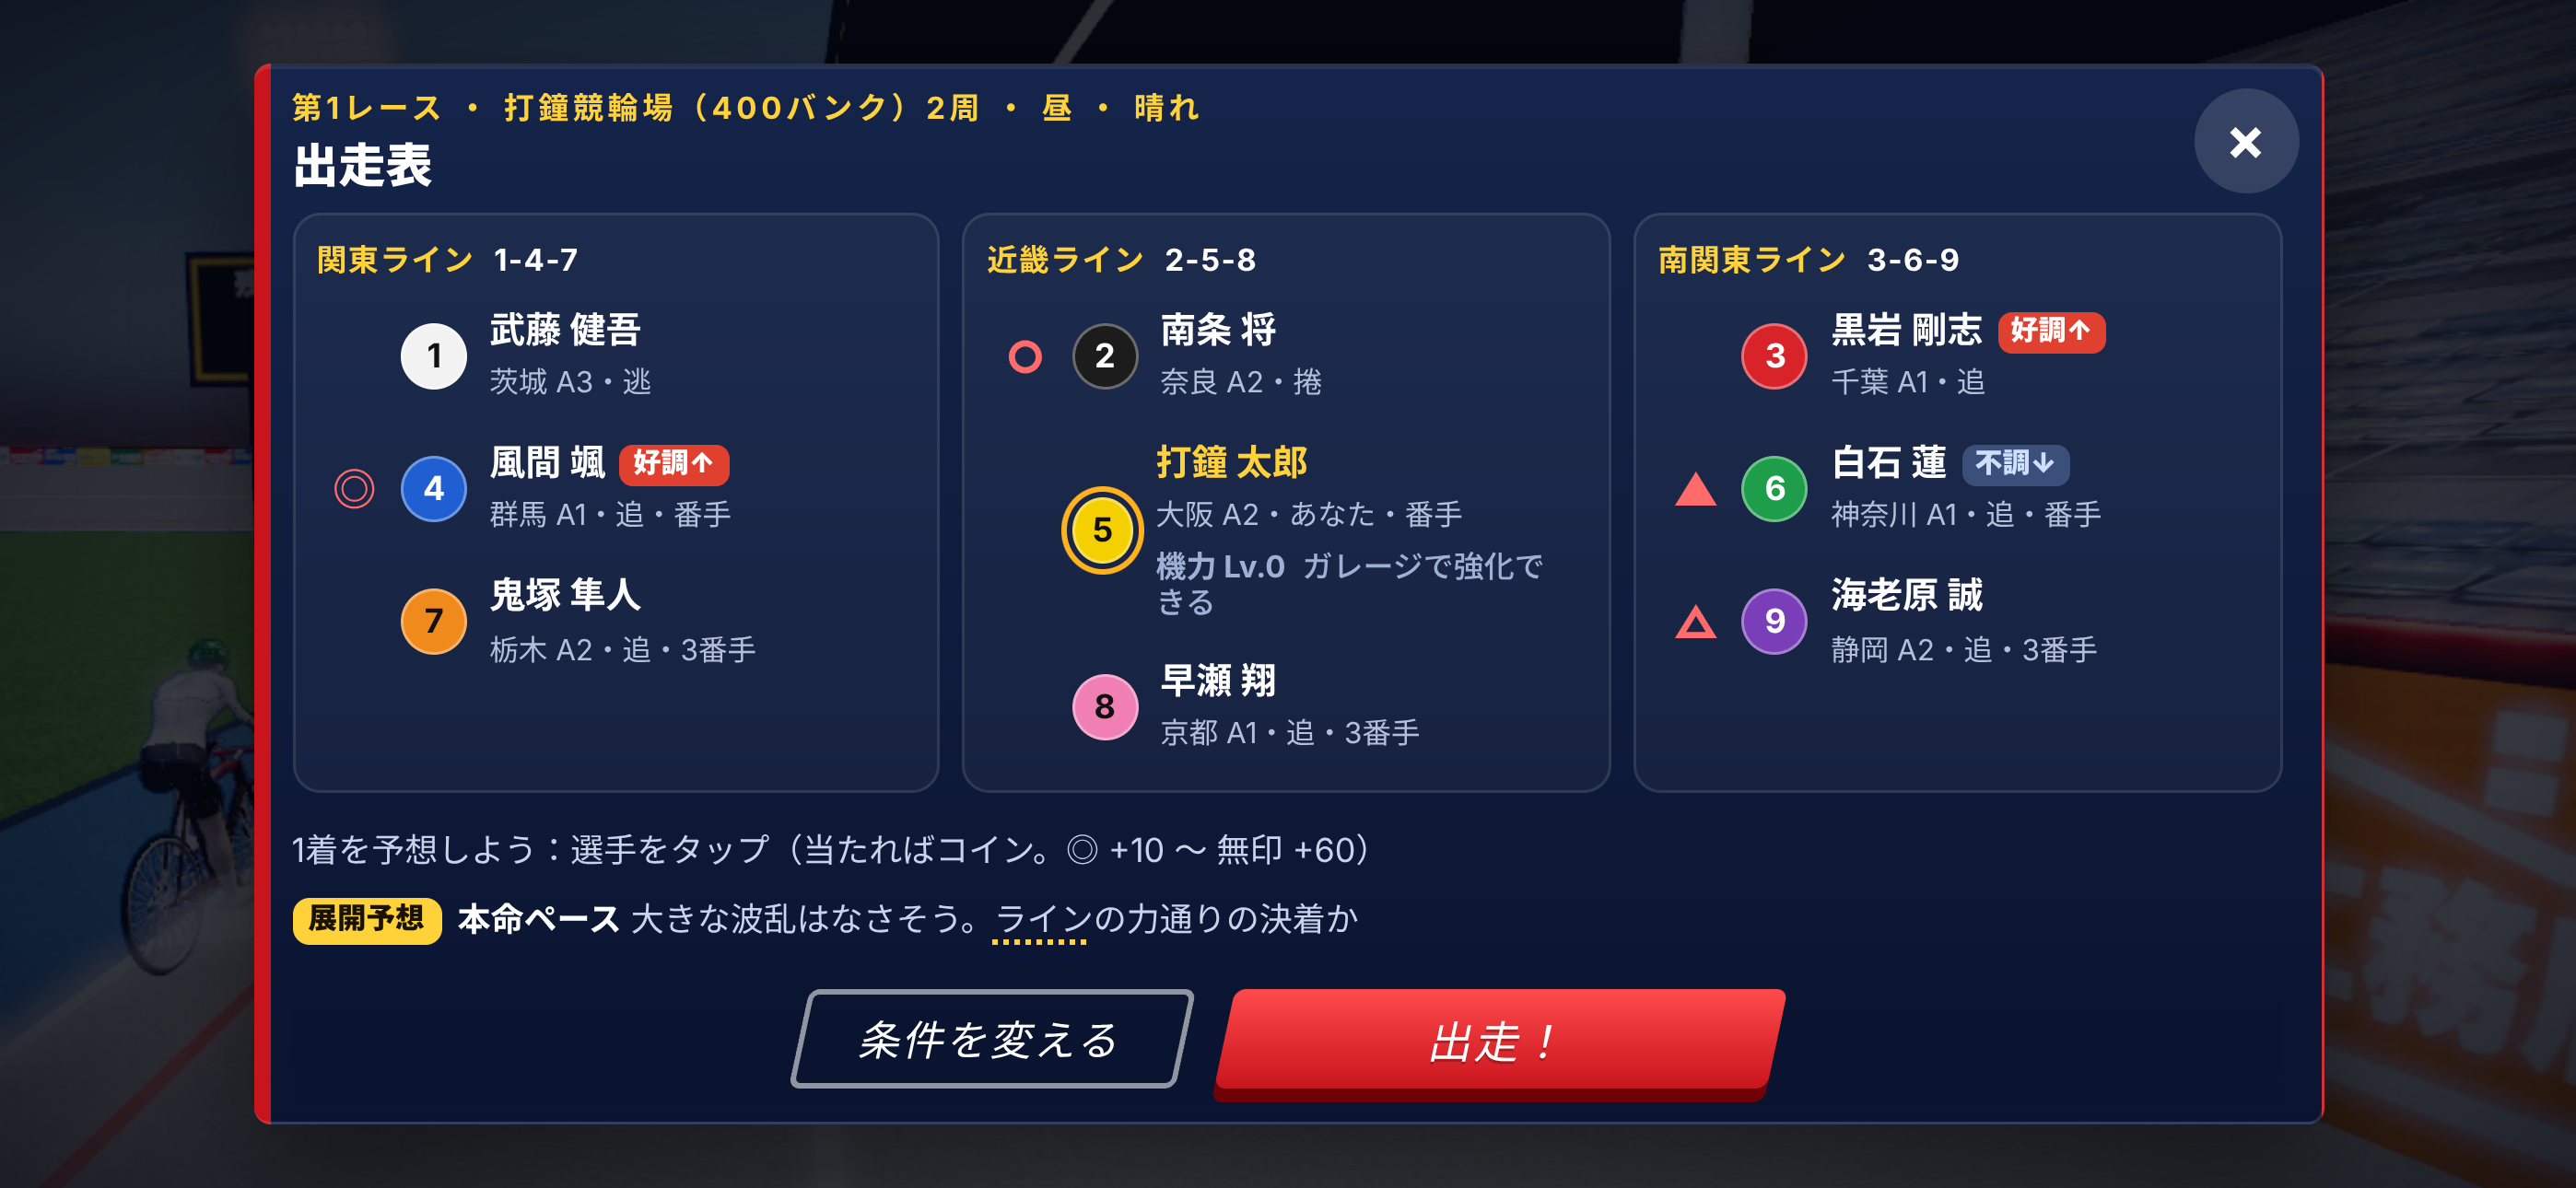 第1レース ・ 打鐘競輪場（400バンク）2周 ・ 昼 ・ 晴れ
出走表
×
関東ライン 1-4-7
1 武藤 健吾
茨城 A3・逃
◎ 4 風間 颯 好調↑
群馬 A1・追・番手
7 鬼塚 隼人
栃木 A2・追・3番手
近畿ライン 2-5-8
○ 2 南条 将
奈良 A2・捲
5 打鐘 太郎
大阪 A2・あなた・番手
機力 Lv.0 ガレージで強化で
きる
8 早瀬 翔
京都 A1・追・3番手
南関東ライン 3-6-9
3 黒岩 剛志 好調↑
千葉 A1・追
▲ 6 白石 蓮 不調↓
神奈川 A1・追・番手
△ 9 海老原 誠
静岡 A2・追・3番手
1着を予想しよう：選手をタップ（当たればコイン。◎ +10 〜 無印 +60）
展開予想 本命ペース 大きな波乱はなさそう。ラインの力通りの決着か
条件を変える
出走！